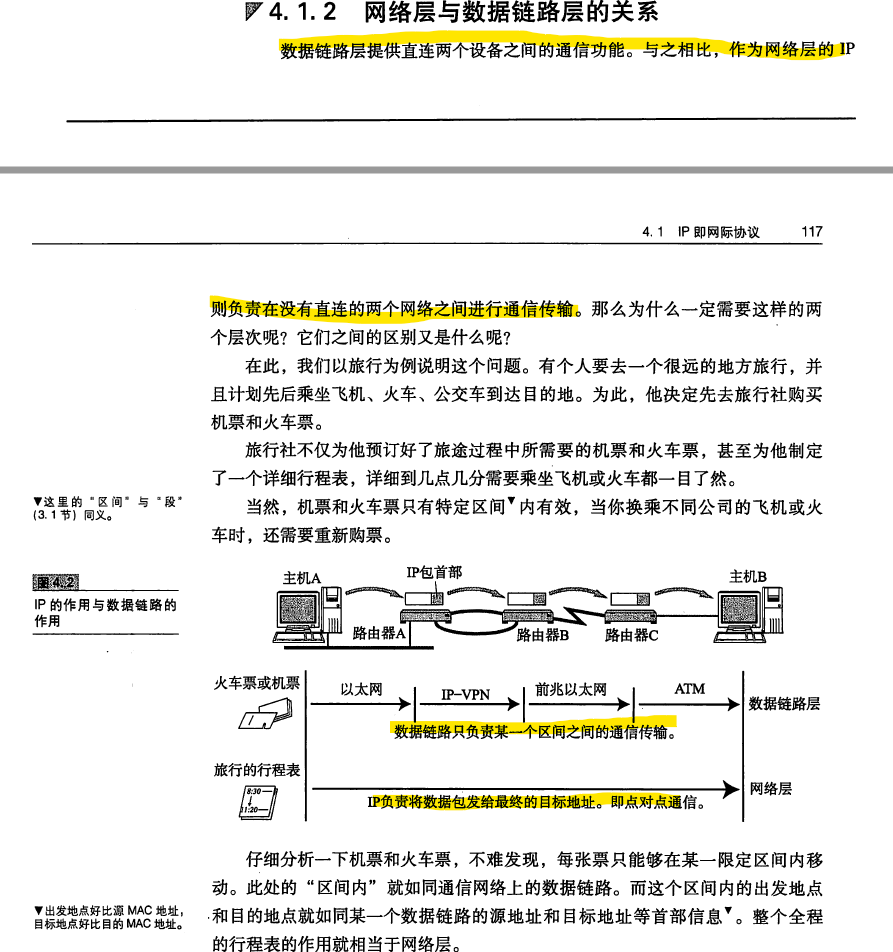 4.1.2 网络层与数据链路层的关系
数据链路层提供直连两个设备之间的通信功能。与之相比，作为网络层的 IP
4.1 IP 即网际协议 117
则负责在没有直连的两个网络之间进行通信传输。那么为什么一定需要这样的两
个层次呢？它们之间的区别又是什么呢？
在此，我们以旅行为例说明这个问题。有个人要去一个很远的地方旅行，并
且计划先后乘坐飞机、火车、公交车到达目的地。为此，他决定先去旅行社购买
机票和火车票。
旅行社不仅为他预订好了旅途过程中所需要的机票和火车票，甚至为他制定
了一个详细行程表，详细到几点几分需要乘坐飞机或火车都一目了然。
▼这里的“区间”与“段”
(3.1 节) 同义。
当然，机票和火车票只有特定区间▼内有效，当你换乘不同公司的飞机或火
车时，还需要重新购票。
图 4.2
IP 的作用与数据链路的
作用
主机A IP包首部 主机B
路由器A 路由器B 路由器C
火车票或机票 以太网 IP-VPN 前兆以太网 ATM 数据链路层
数据链路只负责某一个区间之间的通信传输。
旅行的行程表 网络层
8:30
11:20
IP负责将数据包发给最终的目标地址。即点对点通信。
仔细分析一下机票和火车票，不难发现，每张票只能够在某一限定区间内移
动。此处的“区间内”就如同通信网络上的数据链路。而这个区间内的出发地点
▼出发地点好比源 MAC 地址，
目标地点好比目的 MAC 地址。
和目的地点就如同某一个数据链路的源地址和目标地址等首部信息▼。整个全程
的行程表的作用就相当于网络层。